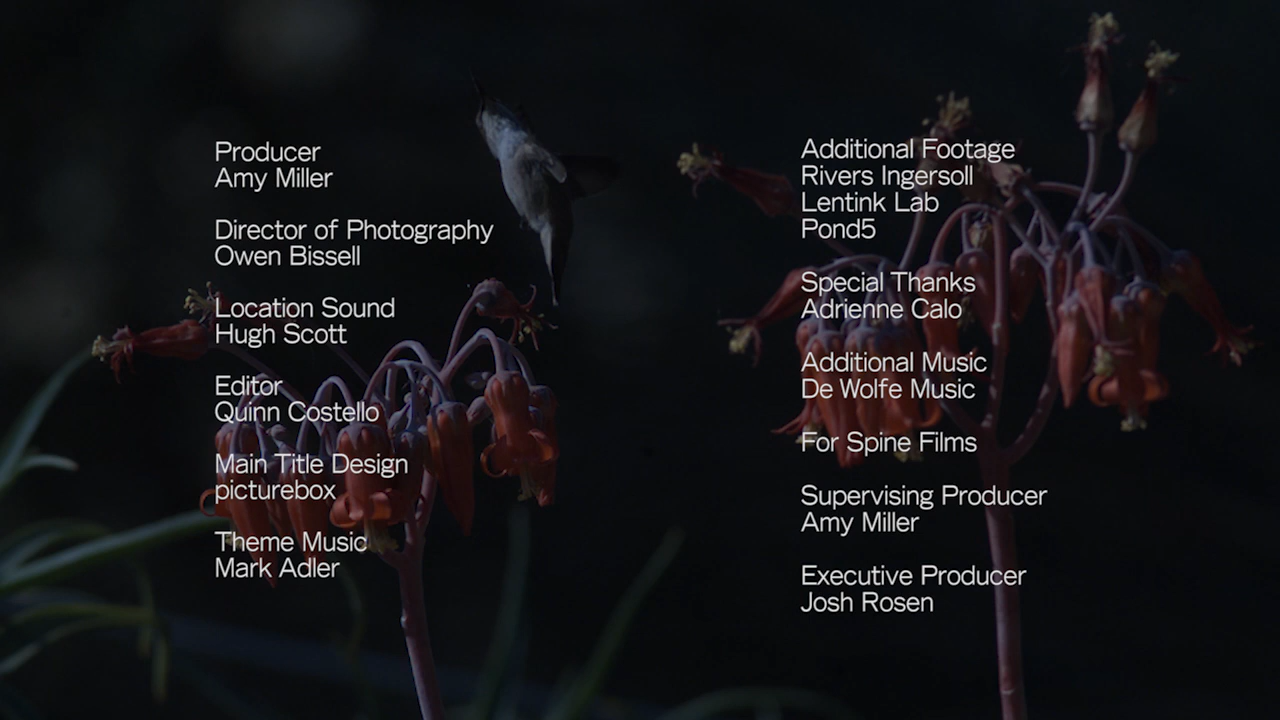 Producer
Amy Miller
Director of Photography
Owen Bissell
Location Sound
Hugh Scott
Editor
Quinn Costello
Main Title Design
picturebox
Theme Music
Mark Adler
Additional Footage
Rivers Ingersoll
Lentink Lab
Pond5
Special Thanks
Adrienne Calo
Additional Music
De Wolfe Music
For Spine Films
Supervising Producer
Amy Miller
Executive Producer
Josh Rosen